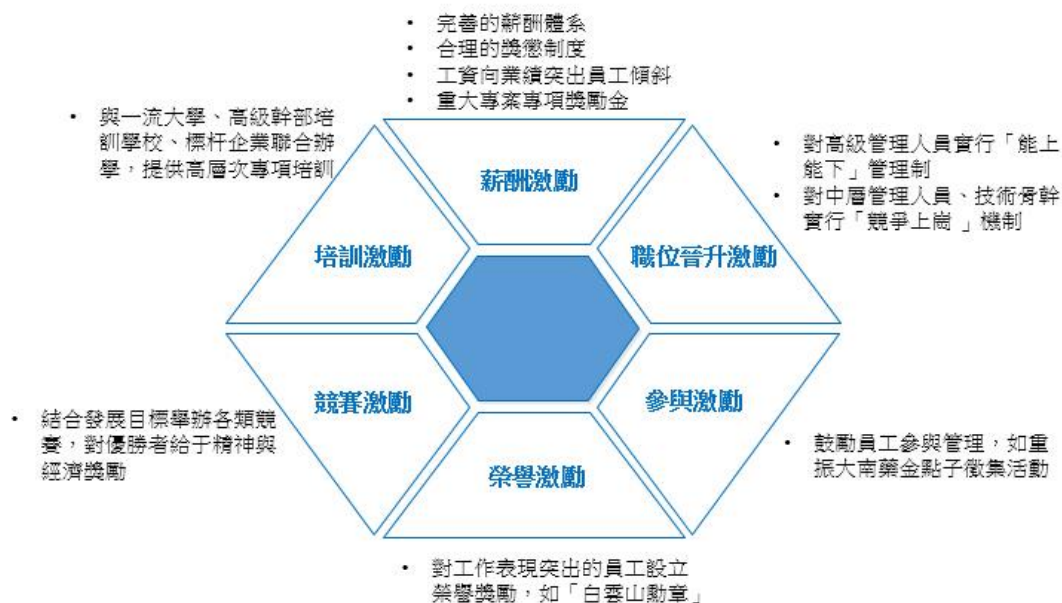 • 完善的薪酬體系
• 合理的獎懲制度
• 工資向業績突出員工傾斜
• 重大專案專項獎勵金
• 與一流大學、高級幹部培
訓學校、標杆企業聯合辦
學，提供高層次專項培訓
• 對高級管理人員實行「能上
能下」管理制
• 對中層管理人員、技術骨幹
實行「競爭上崗 」機制
薪酬激勵
培訓激勵
職位晉升激勵
競賽激勵
參與激勵
榮譽激勵
• 結合發展目標舉辦各類競
賽，對優勝者給于精神與
經濟獎勵
• 鼓勵員工參與管理，如重
振大南藥金點子徵集活動
• 對工作表現突出的員工設立
榮譽獎勵，如「白雲山勳章」